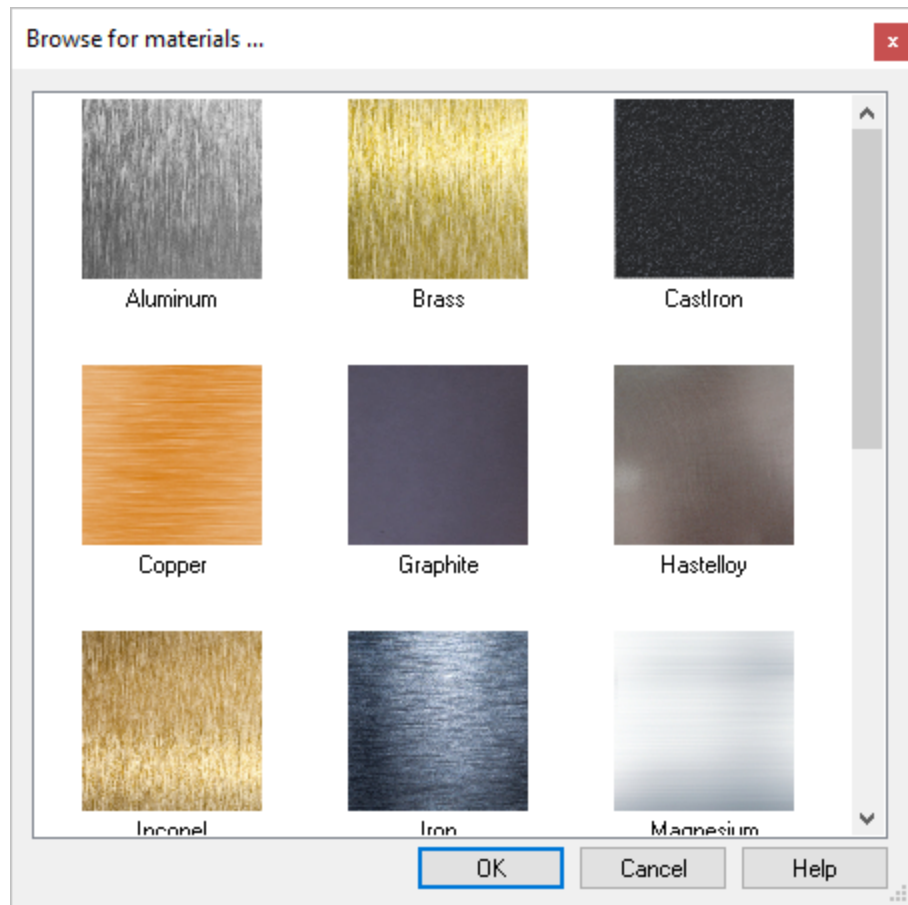 Browse for materials ...
x
Aluminum Brass CastIron
Copper Graphite Hastelloy
Inconel Iron Magnesium
OK Cancel Help